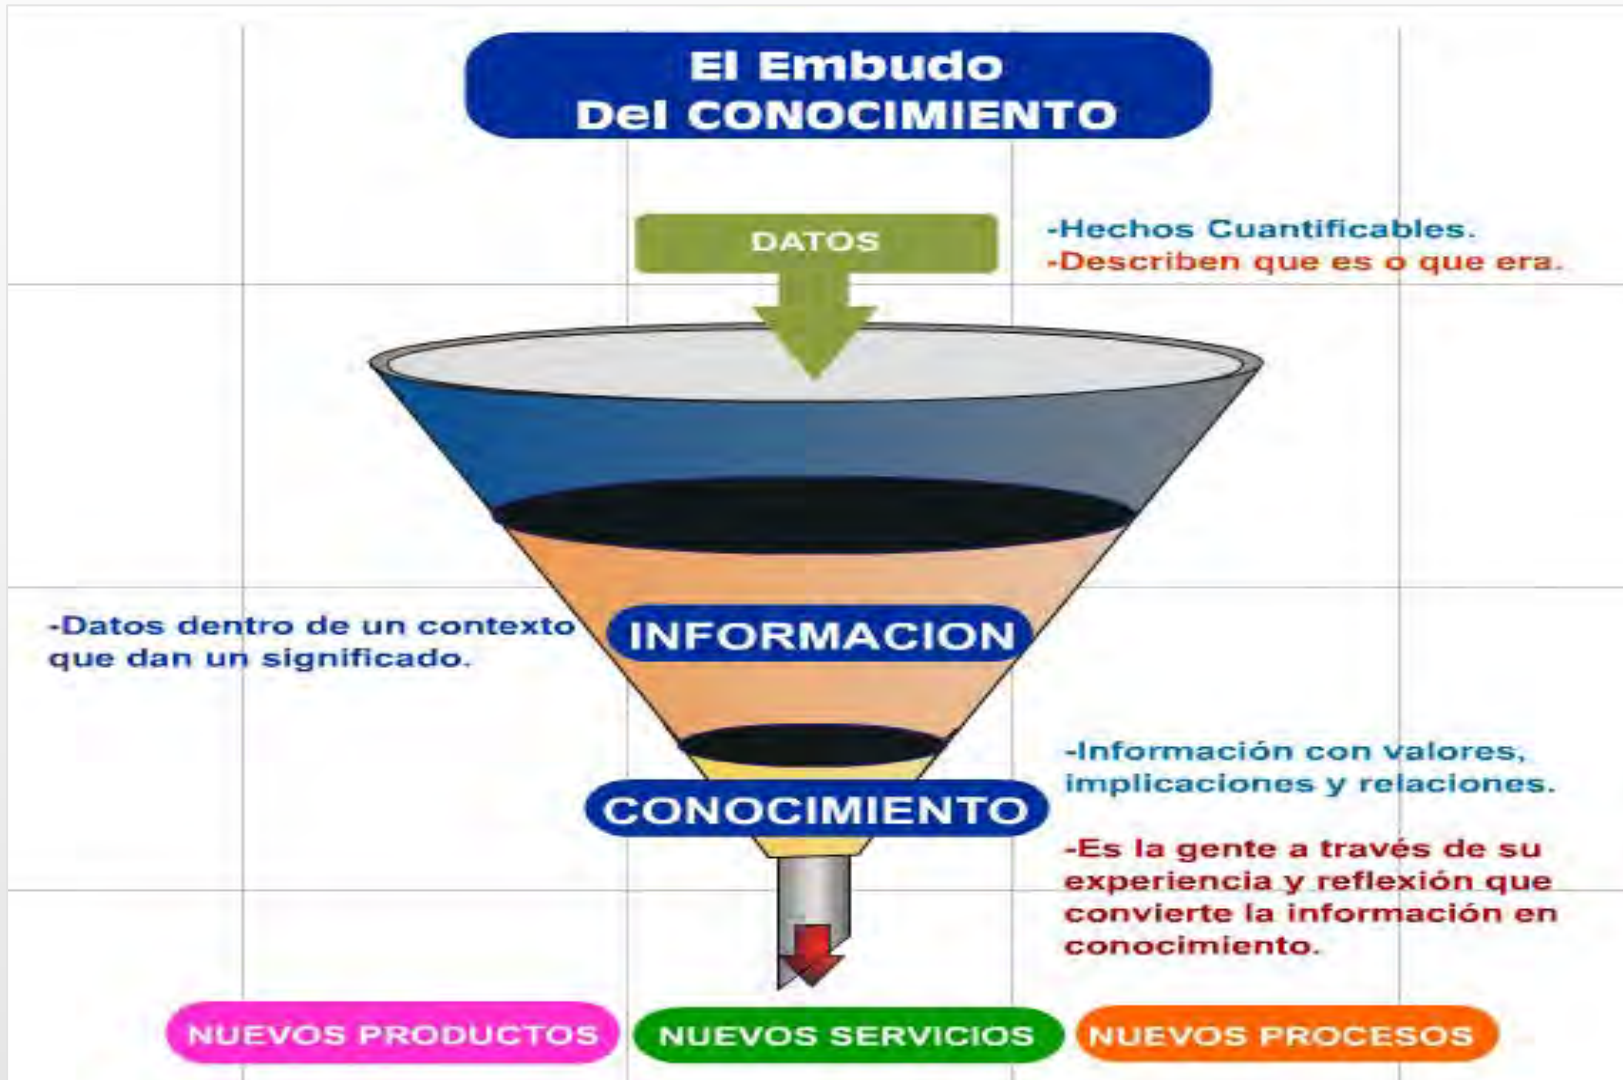 El Embudo
Del CONOCIMIENTO
DATOS
-Hechos Cuantificables.
-Describen que es o que era.
-Datos dentro de un contexto
que dan un significado.
INFORMACION
-Información con valores,
implicaciones y relaciones.
CONOCIMIENTO
-Es la gente a través de su
experiencia y reflexión que
convierte la información en
conocimiento.
NUEVOS PRODUCTOS
NUEVOS SERVICIOS
NUEVOS PROCESOS